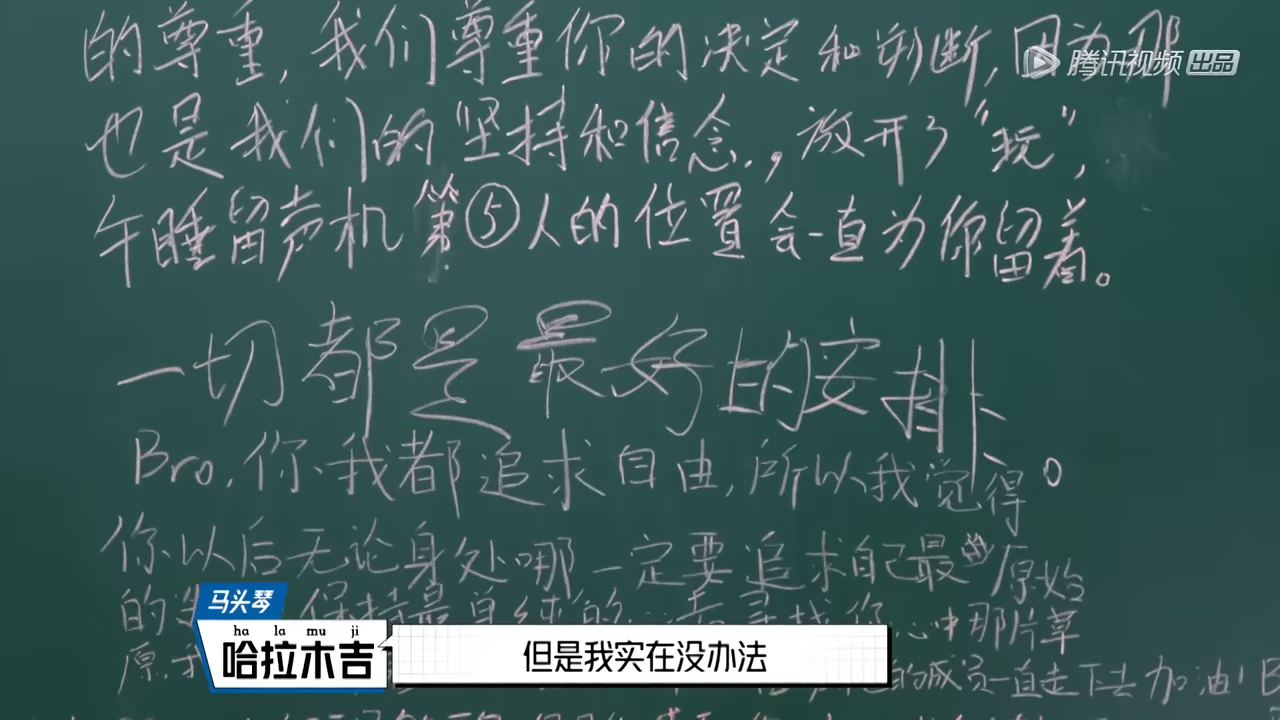 的尊重，我们尊重你的决定和判断，因为那
腾讯视频 出品
也是我们的坚持和信念，放开了“玩”，
午睡留声机第⑤人的位置会一直为你留着。
一切都是最好的安排。
Bro，你我都追求自由，所以我觉得
你以后无论身处哪一定要追求自己最原始
的 保持最单纯的 去寻找你心中那片草
原
的成员一直走下去加油！B
马头琴
ha la mu ji
哈拉木吉
但是我实在没办法